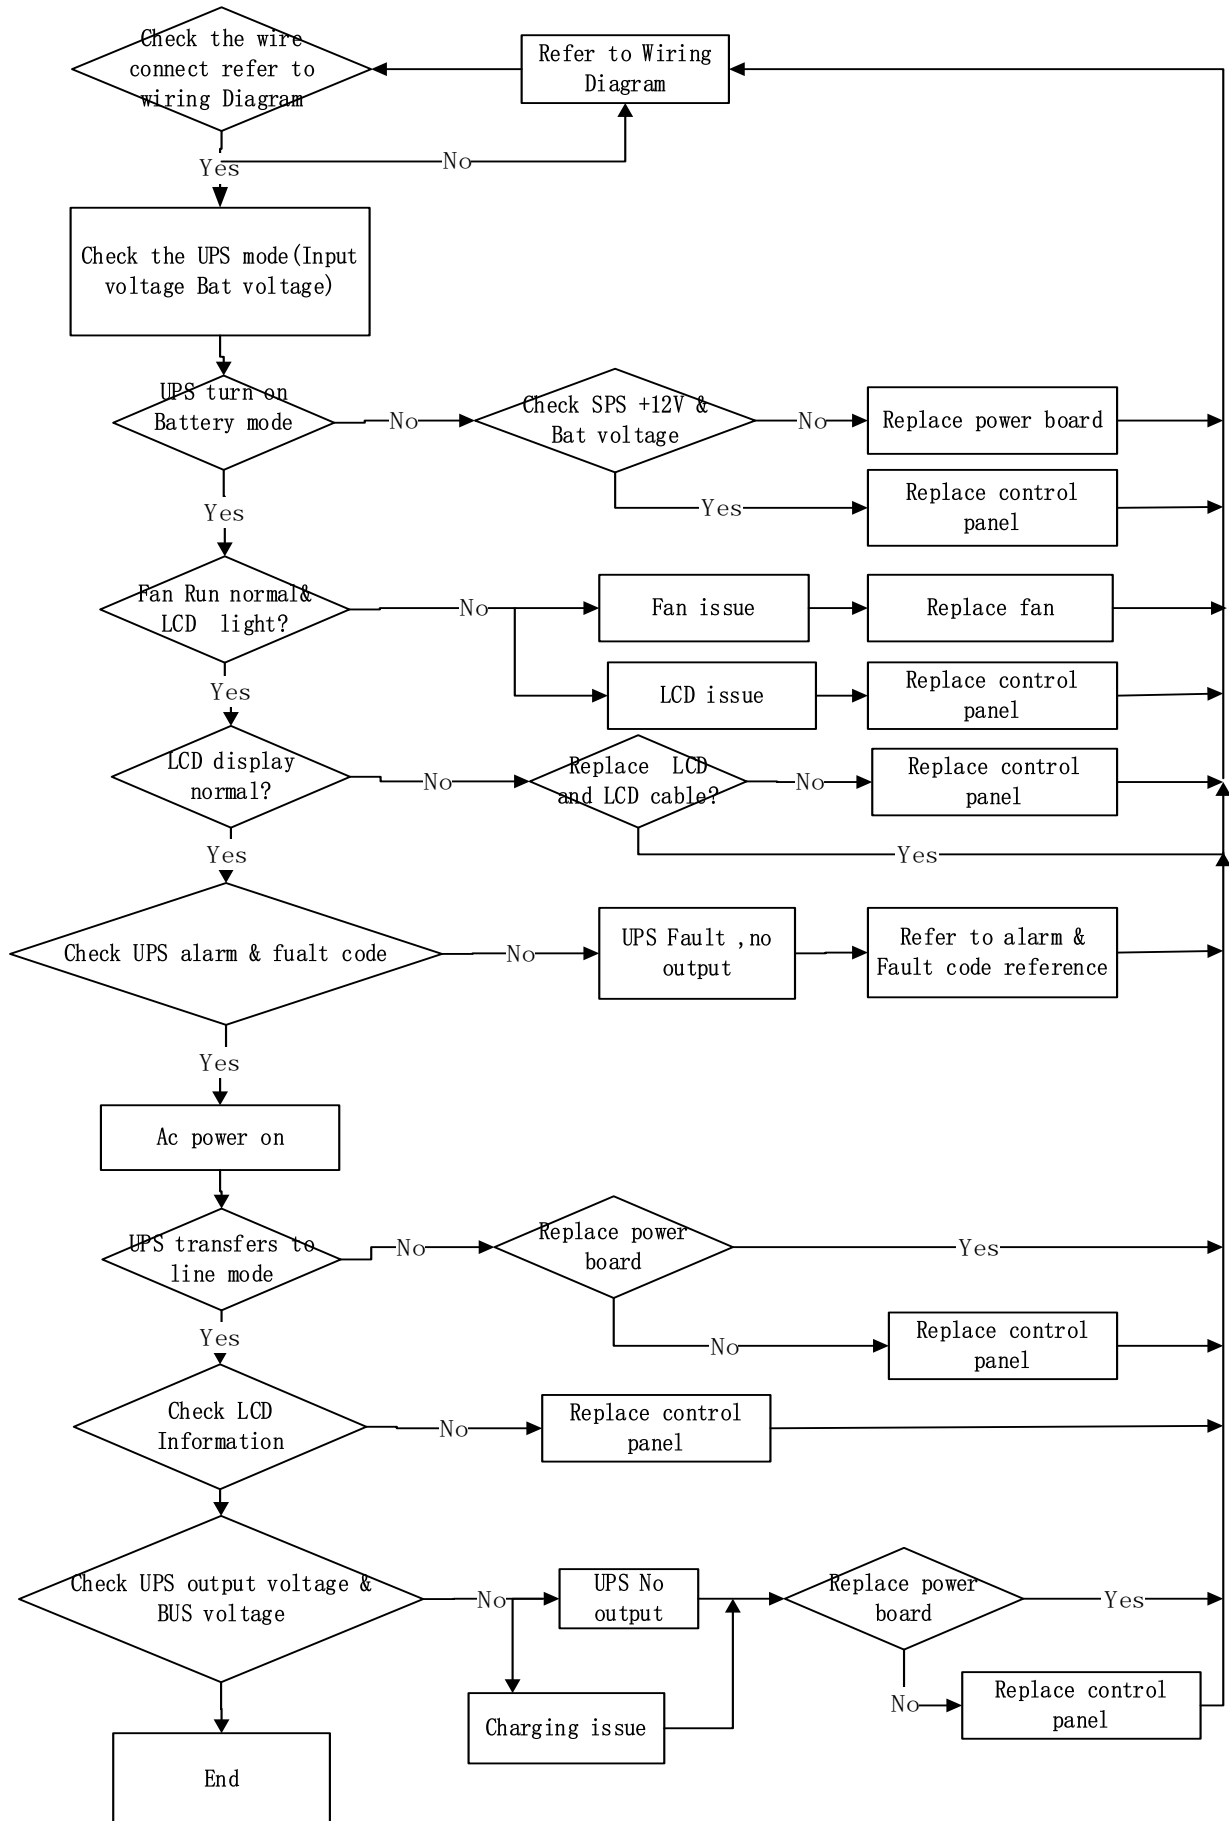 Check the wire
connect refer to
wiring Diagram
Refer to Wiring
Diagram
Yes
No
Check the UPS mode(Input
voltage Bat voltage)
UPS turn on
Battery mode
No
Check SPS +12V &
Bat voltage
No
Replace power board
Yes
Replace control
panel
Yes
Fan Run normal&
LCD light?
No
Fan issue
Replace fan
LCD issue
Replace control
panel
Yes
LCD display
normal?
No
Replace LCD
and LCD cable?
No
Replace control
panel
Yes
Yes
Check UPS alarm & fualt code
No
UPS Fault ,no
output
Refer to alarm &
Fault code reference
Yes
Ac power on
UPS transfers to
line mode
No
Replace power
board
Yes
No
Replace control
panel
Yes
Check LCD
Information
No
Replace control
panel
Check UPS output voltage &
BUS voltage
No
UPS No
output
Replace power
board
Yes
Charging issue
No
Replace control
panel
End